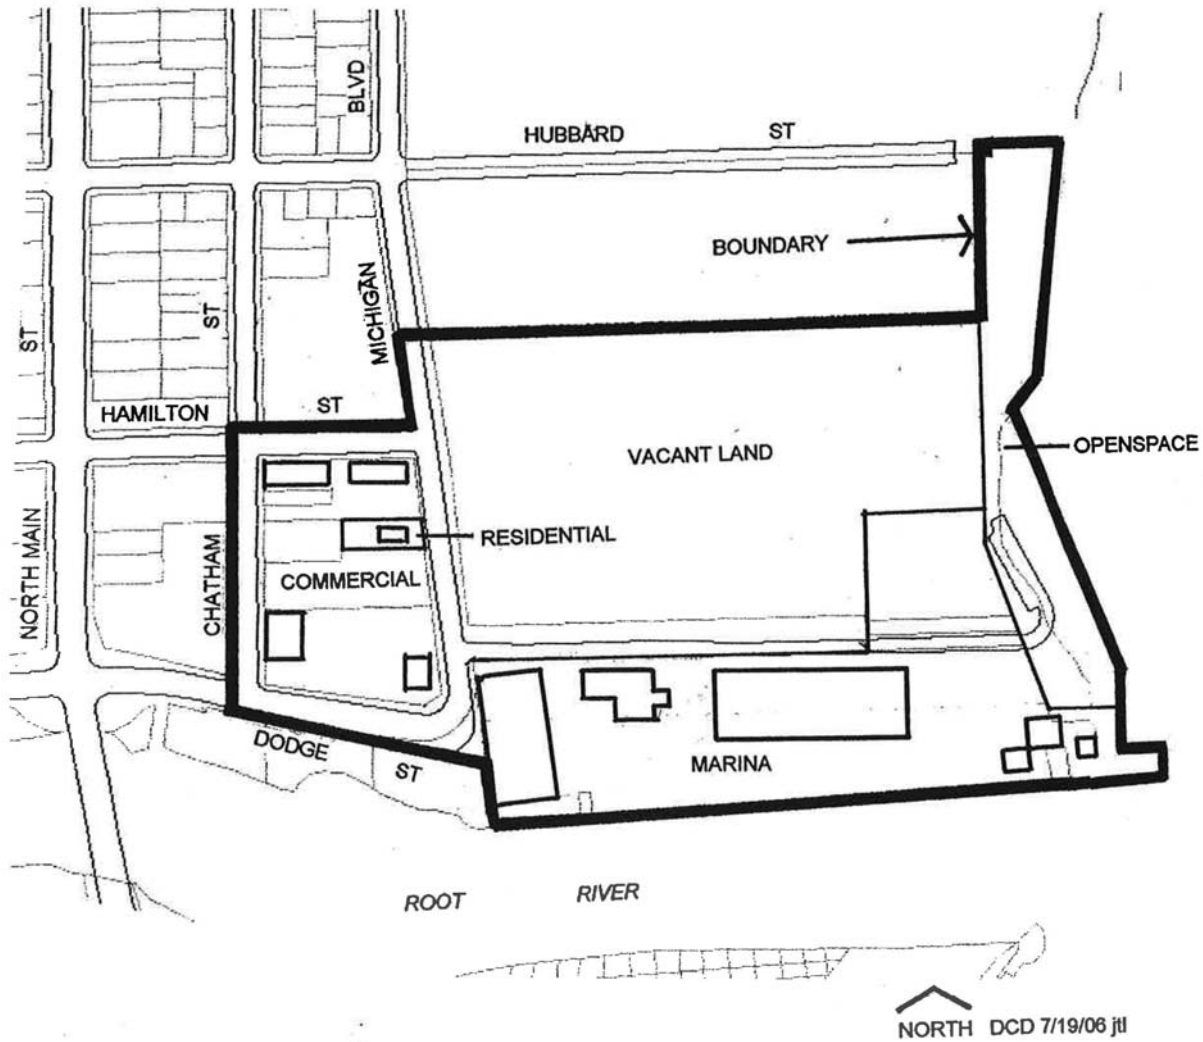 BLVD
HUBBARD ST
BOUNDARY
MICHIGAN
ST
ST
HAMILTON ST
VACANT LAND
OPENSPACE
NORTH MAIN
CHATHAM
RESIDENTIAL
COMMERCIAL
DODGE ST
MARINA
ROOT RIVER
NORTH DCD 7/19/06 jtl